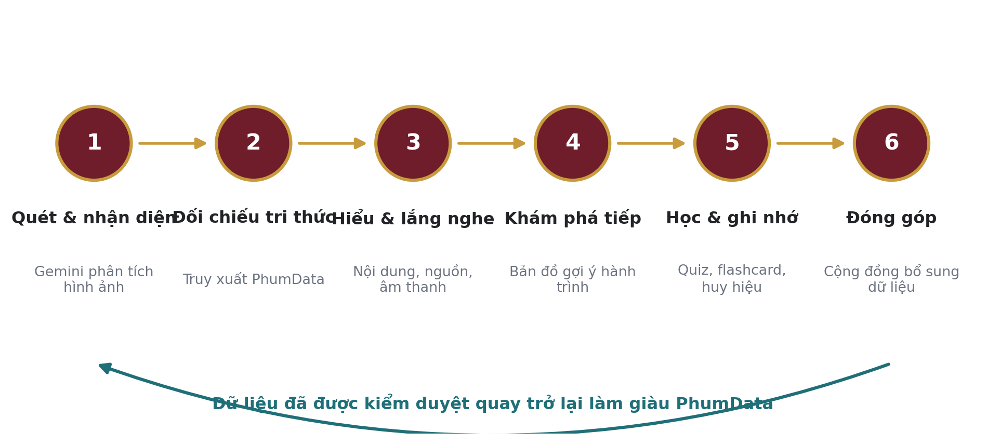 1
2
3
4
5
6
Quét & nhận diện
Đối chiếu tri thức
Hiểu & lắng nghe
Khám phá tiếp
Học & ghi nhớ
Đóng góp
Gemini phân tích
hình ảnh
Truy xuất PhumData
Nội dung, nguồn,
âm thanh
Bản đồ gợi ý hành
trình
Quiz, flashcard,
huy hiệu
Cộng đồng bổ sung
dữ liệu
Dữ liệu đã được kiểm duyệt quay trở lại làm giàu PhumData